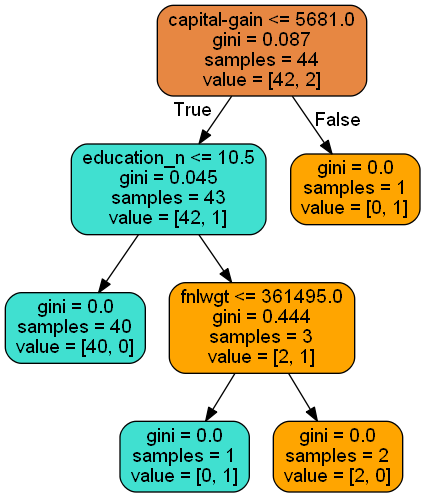 capital-gain <= 5681.0
gini = 0.087
samples = 44
value = [42, 2]
True
False
education_n <= 10.5
gini = 0.045
samples = 43
value = [42, 1]
gini = 0.0
samples = 1
value = [0, 1]
gini = 0.0
samples = 40
value = [40, 0]
fnlwgt <= 361495.0
gini = 0.444
samples = 3
value = [2, 1]
gini = 0.0
samples = 1
value = [0, 1]
gini = 0.0
samples = 2
value = [2, 0]